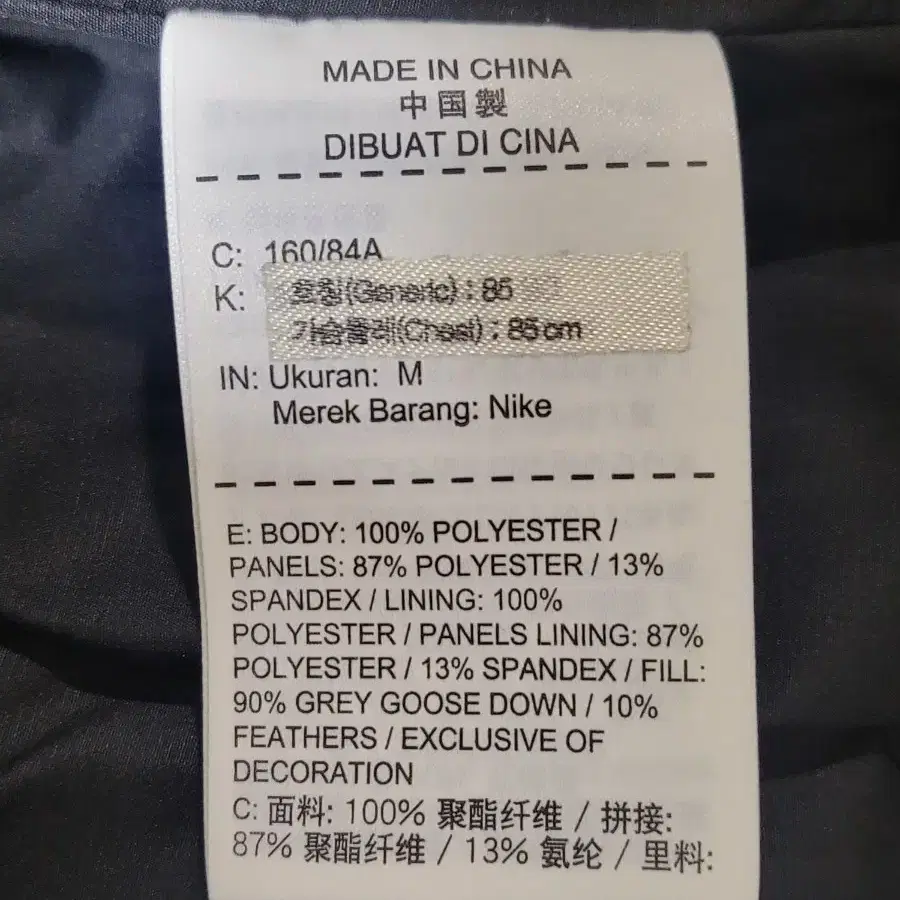 MADE IN CHINA
中国製
DIBUAT DI CINA
C: 160/84A
K: 호칭(Generic) : 85
가슴둘레(Chest) : 85cm
IN: Ukuran: M
Merek Barang: Nike
E: BODY: 100% POLYESTER /
PANELS: 87% POLYESTER / 13%
SPANDEX / LINING: 100%
POLYESTER / PANELS LINING: 87%
POLYESTER / 13% SPANDEX / FILL:
90% GREY GOOSE DOWN / 10%
FEATHERS / EXCLUSIVE OF
DECORATION
C: 面料: 100% 聚酯纤维 / 拼接:
87% 聚酯纤维 / 13% 氨纶 / 里料: